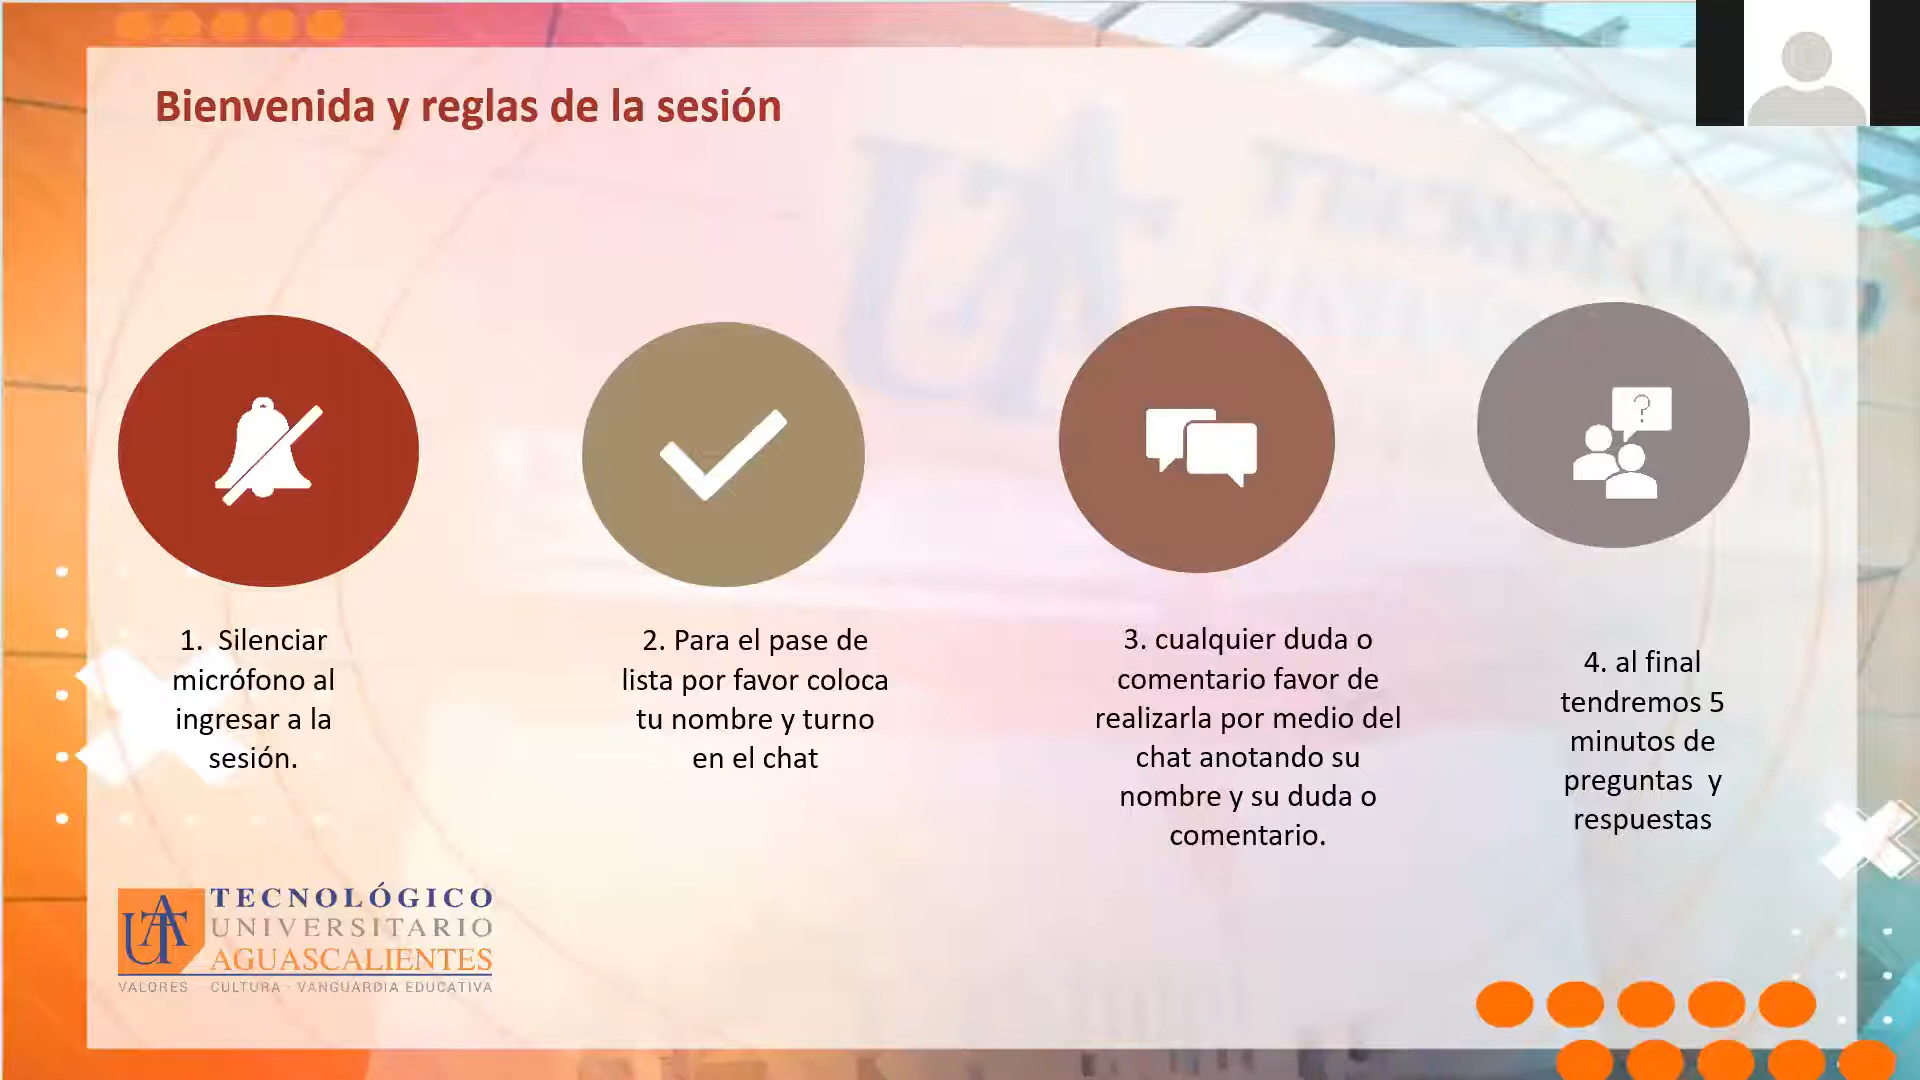 Bienvenida y reglas de la sesión
1.  Silenciar
micrófono al
ingresar a la
sesión.
2. Para el pase de
lista por favor coloca
tu nombre y turno
en el chat
3. cualquier duda o
comentario favor de
realizarla por medio del
chat anotando su
nombre y su duda o
comentario.
?
4. al final
tendremos 5
minutos de
preguntas  y
respuestas
TECNOLÓGICO
UNIVERSITARIO
AGUASCALIENTES
VALORES · CULTURA · VANGUARDIA EDUCATIVA